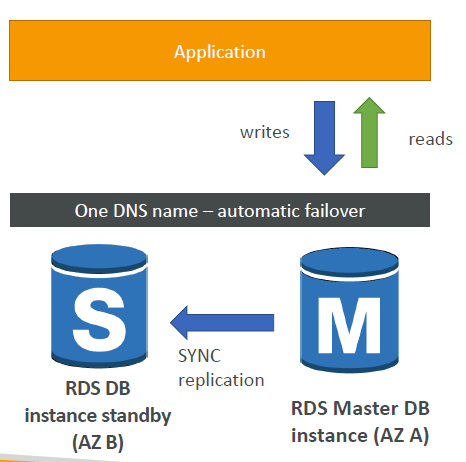 Application
writes
reads
One DNS name – automatic failover
S
M
SYNC
replication
RDS DB
instance standby
(AZ B)
RDS Master DB
instance (AZ A)